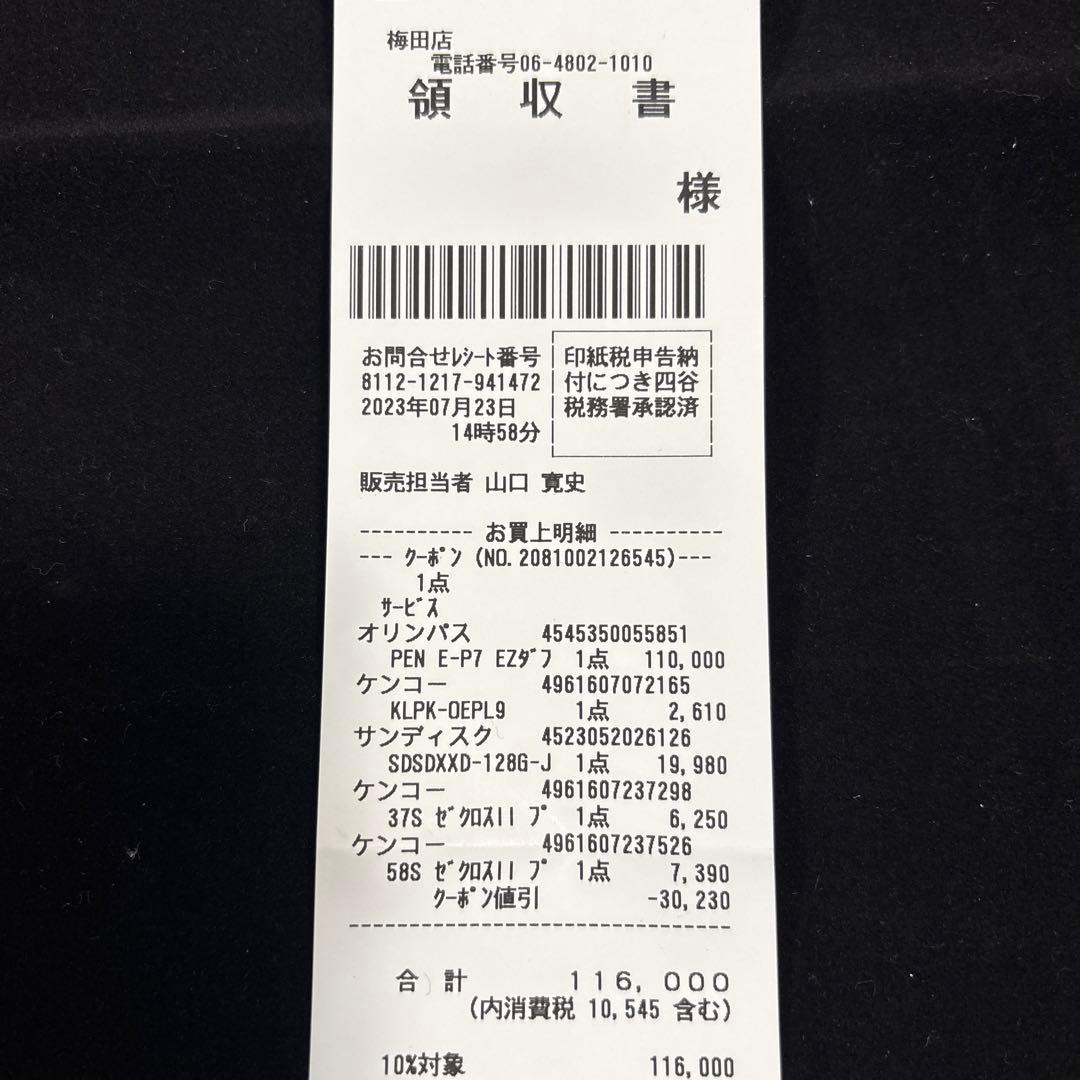 梅田店
電話番号06-4802-1010
領 収 書
様
お問合せﾚｼｰﾄ番号
8112-1217-941472
2023年07月23日
14時58分
印紙税申告納
付につき四谷
税務署承認済
販売担当者 山口 寛史
---------- お買上明細 ----------
--- ｸｰﾎﾟﾝ (NO.2081002126545)---
1点
ｻｰﾋﾞｽ
オリンパス 4545350055851
PEN E-P7 EZﾀﾞﾌ 1点 110,000
ケンコー 4961607072165
KLPK-OEPL9 1点 2,610
サンディスク 4523052026126
SDSDXXD-128G-J 1点 19,980
ケンコー 4961607237298
37S ｾﾞｸﾛｽII ﾌﾟ 1点 6,250
ケンコー 4961607237526
58S ｾﾞｸﾛｽII ﾌﾟ 1点 7,390
ｸｰﾎﾟﾝ値引 -30,230
合 計 116,000
(内消費税 10,545 含む)
10%対象 116,000